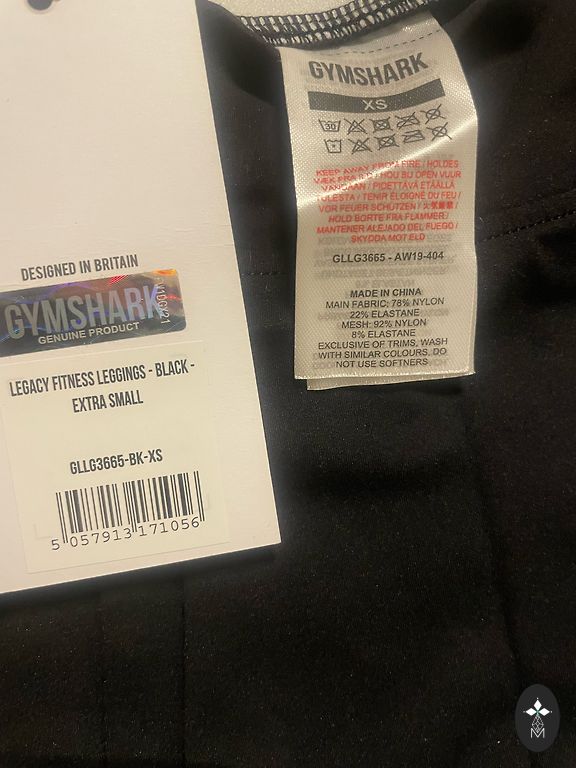 DESIGNED IN BRITAIN
GYMSHARK
GENUINE PRODUCT
LEGACY FITNESS LEGGINGS - BLACK -
EXTRA SMALL
GLLG3665-BK-XS
5 057913 171056
GYMSHARK
XS
30
KEEP AWAY FROM FIRE / HOLDES
VÆK FRA ILD / HOU BIJ OPEN VUUR
VANDAAN / PIDETTÄVÄ ETÄÄLLÄ
TULESTA / TENIR ÉLOIGNÉ DU FEU /
VOR FEUER SCHÜTZEN / 火気厳禁 /
HOLD BORTE FRA FLAMMER /
MANTENER ALEJADO DEL FUEGO /
SKYDDA MOT ELD
GLLG3665 - AW19-404
MADE IN CHINA
MAIN FABRIC: 78% NYLON
22% ELASTANE
MESH: 92% NYLON
8% ELASTANE
EXCLUSIVE OF TRIMS, WASH
WITH SIMILAR COLOURS, DO
NOT USE SOFTNERS
M